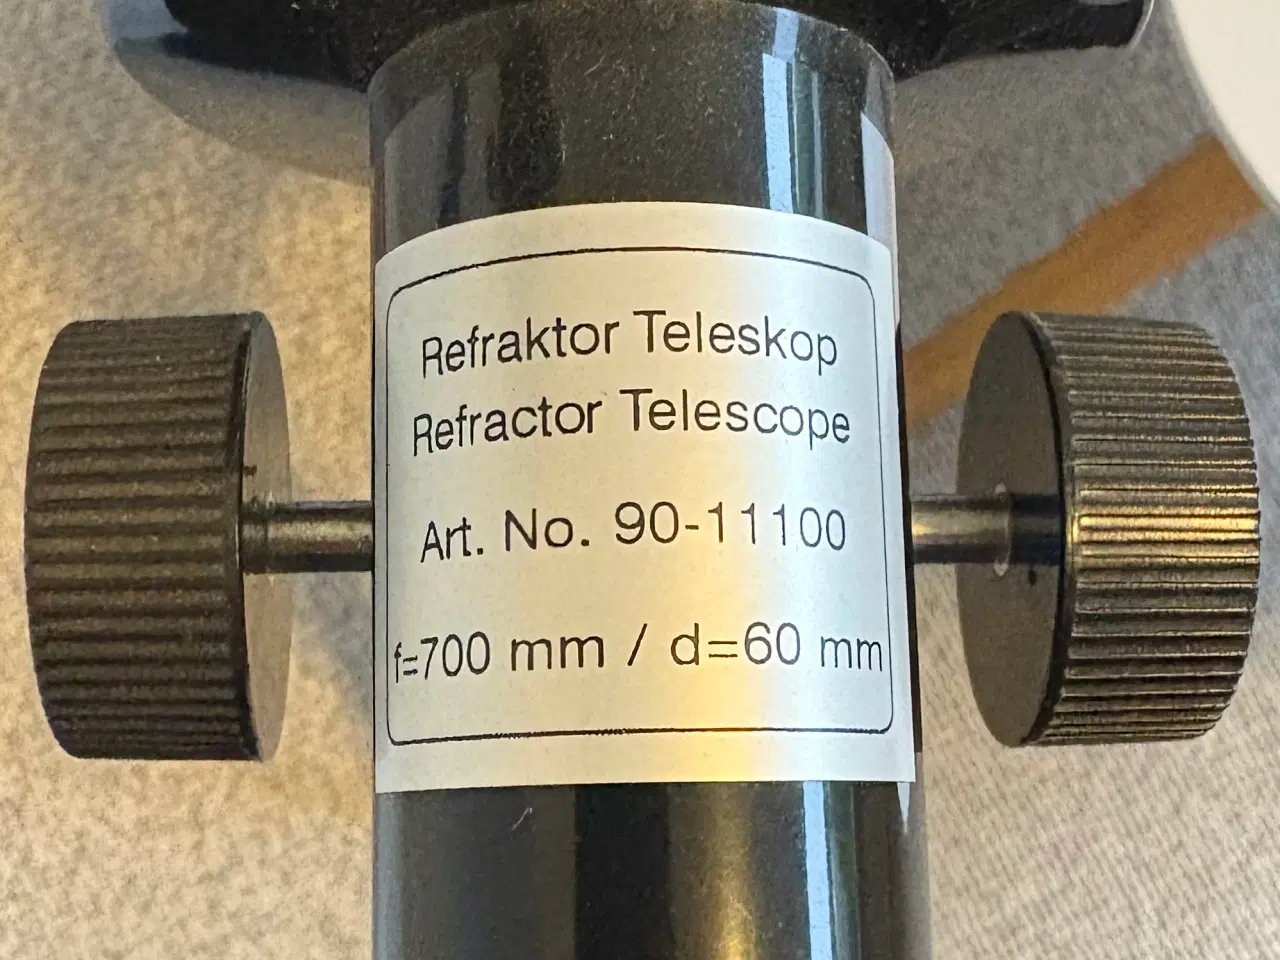 Refraktor Teleskop
Refractor Telescope
Art. No. 90-11100
f=700 mm / d=60 mm